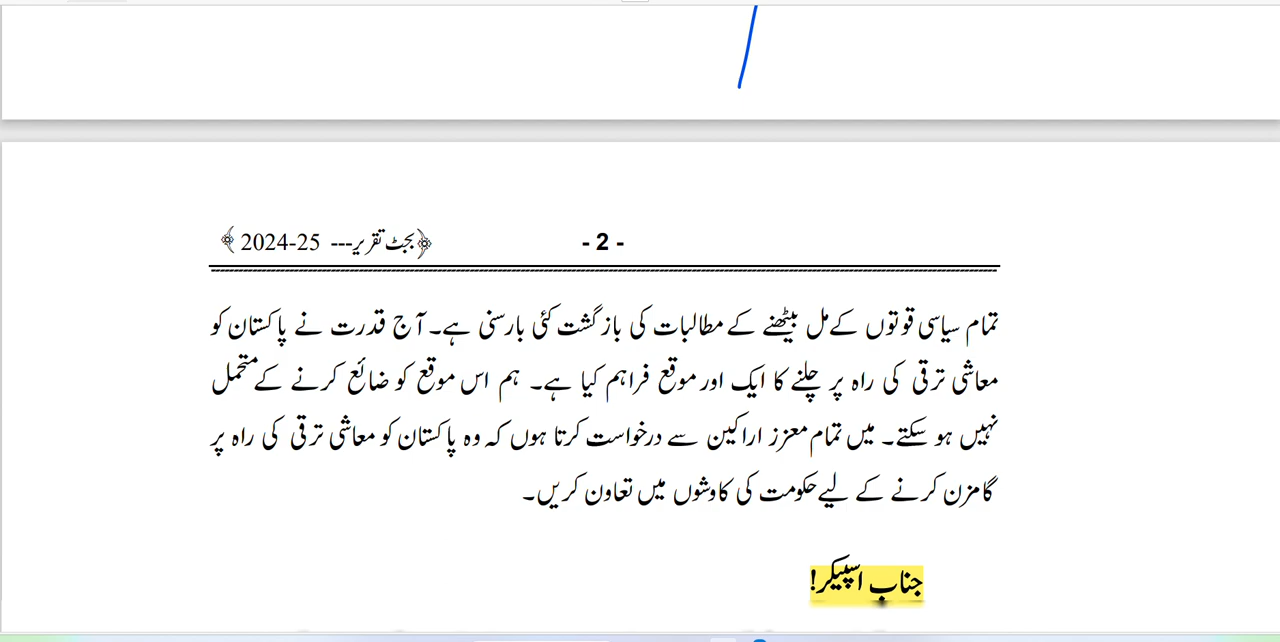 ﴿بجٹ تقریر--- 2024-25﴾ - 2 -
تمام سیاسی قوتوں کے مل بیٹھنے کے مطالبات کی بازگشت کئی بار سنی ہے۔ آج قدرت نے پاکستان کو
معاشی ترقی کی راہ پر چلنے کا ایک اور موقع فراہم کیا ہے۔ ہم اس موقع کو ضائع کرنے کے متحمل
نہیں ہو سکتے۔ میں تمام معزز اراکین سے درخواست کرتا ہوں کہ وہ پاکستان کو معاشی ترقی کی راہ پر
گامزن کرنے کے لیے حکومت کی کاوشوں میں تعاون کریں۔
جناب اسپیکر!